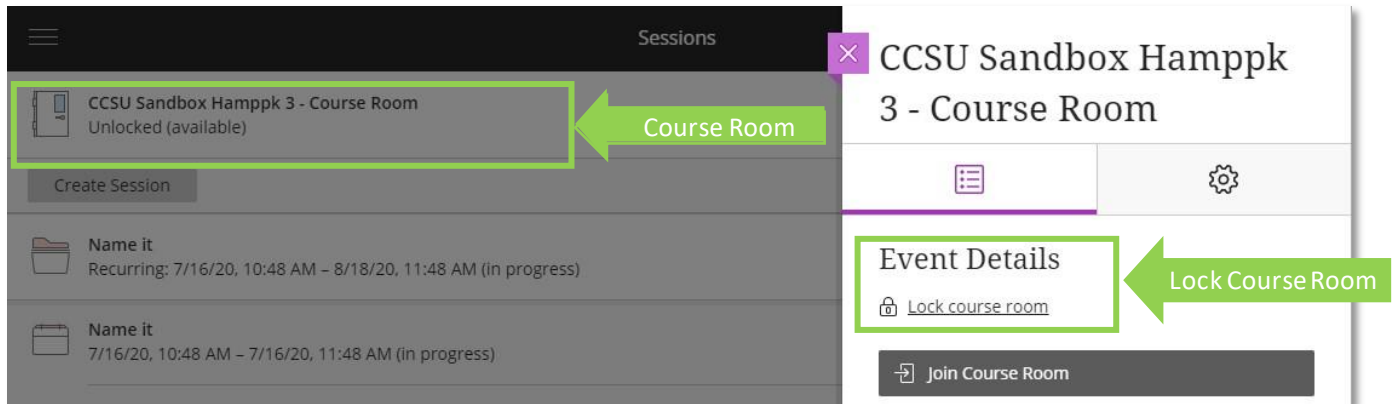 Sessions
CCSU Sandbox Hamppk 3 - Course Room
Unlocked (available)
Course Room
Create Session
Name it
Recurring: 7/16/20, 10:48 AM – 8/18/20, 11:48 AM (in progress)
Name it
7/16/20, 10:48 AM – 7/16/20, 11:48 AM (in progress)
CCSU Sandbox Hamppk
3 - Course Room
Event Details
Lock course room
Lock Course Room
Join Course Room